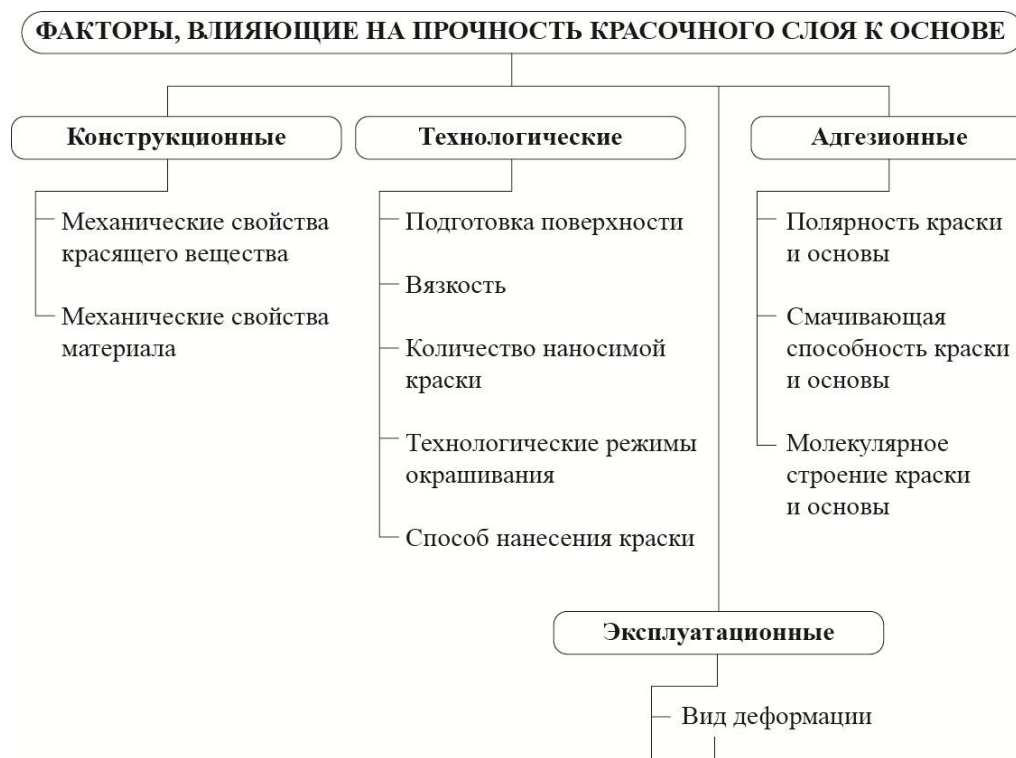 ФАКТОРЫ, ВЛИЯЮЩИЕ НА ПРОЧНОСТЬ КРАСОЧНОГО СЛОЯ К ОСНОВЕ
Конструкционные
Механические свойства
красящего вещества
Механические свойства
материала
Технологические
Подготовка поверхности
Вязкость
Количество наносимой
краски
Технологические режимы
окрашивания
Способ нанесения краски
Адгезионные
Полярность краски
и основы
Смачивающая
способность краски
и основы
Молекулярное
строение краски
и основы
Эксплуатационные
Вид деформации